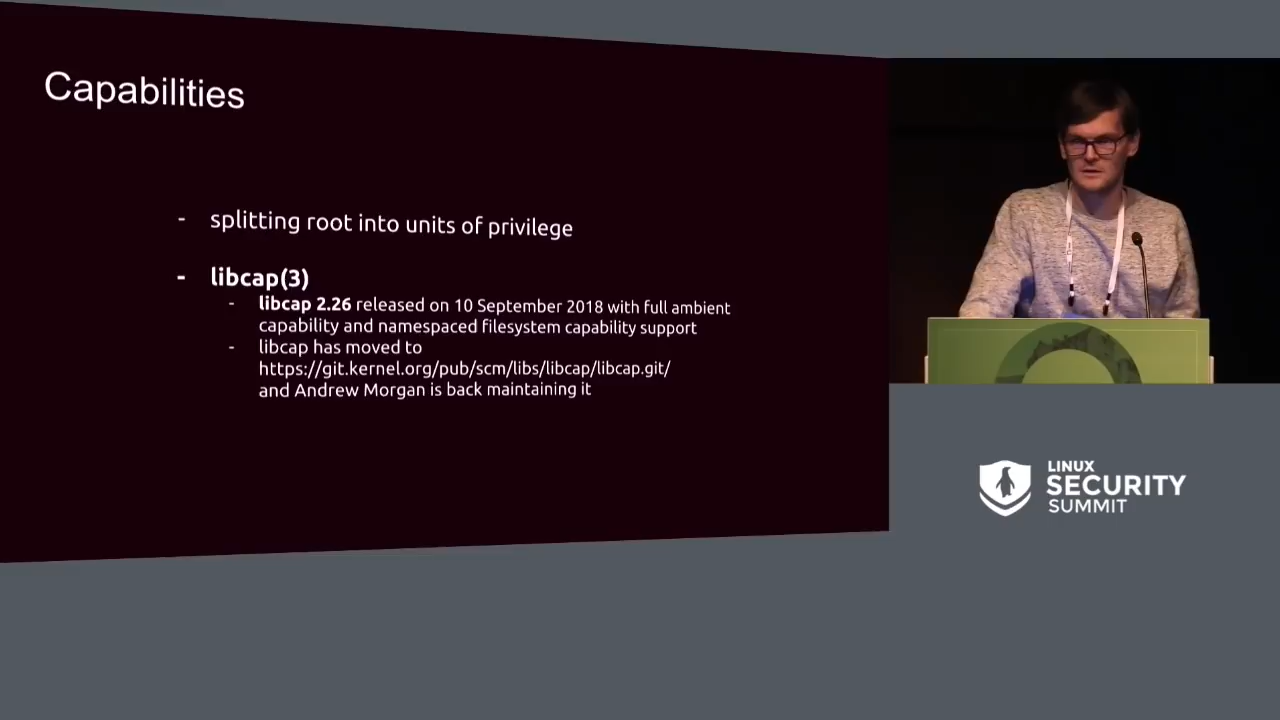 Capabilities
- splitting root into units of privilege
- libcap(3)
- libcap 2.26 released on 10 September 2018 with full ambient
capability and namespaced filesystem capability support
- libcap has moved to
https://git.kernel.org/pub/scm/libs/libcap/libcap.git/
and Andrew Morgan is back maintaining it
LINUX
SECURITY
SUMMIT